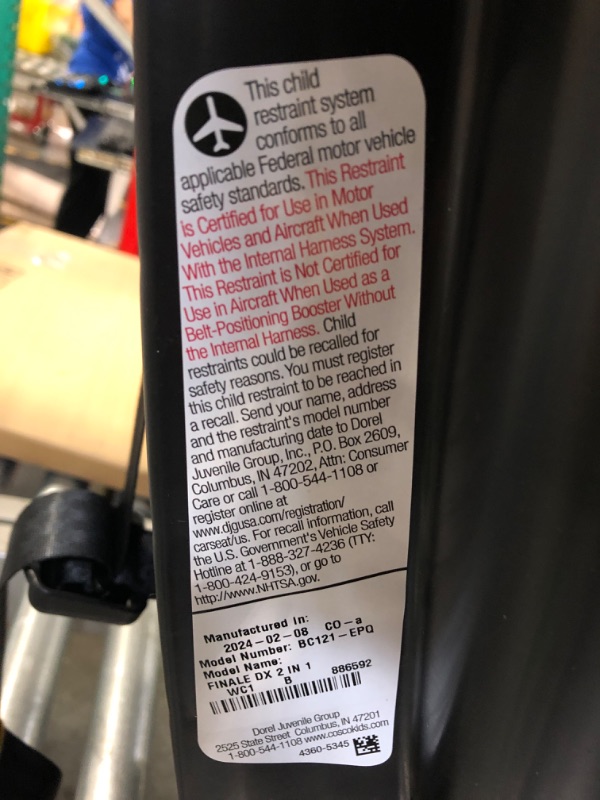 This child
restraint system
conforms to all
applicable Federal motor vehicle
safety standards. This Restraint
is Certified for Use in Motor
Vehicles and Aircraft When Used
With the Internal Harness System.
This Restraint is Not Certified for
Use in Aircraft When Used as a
Belt-Positioning Booster Without
the Internal Harness. Child
restraints could be recalled for
safety reasons. You must register
this child restraint to be reached in
a recall. Send your name, address
and the restraint's model number
and manufacturing date to Dorel
Juvenile Group, Inc., P.O. Box 2609,
Columbus, IN 47202, Attn: Consumer
Care or call 1-800-544-1108 or
register online at
www.djgusa.com/registration/
carseat/us. For recall information, call
the U.S. Government's Vehicle Safety
Hotline at 1-888-327-4236 (TTY:
1-800-424-9153), or go to
http://www.NHTSA.gov.
Manufactured in:
2024-02-08 CO-a
Model Number: BC121-EPQ
Model Name:
FINALE DX 2 IN 1 886592
WC1 B
Dorel Juvenile Group
2525 State Street Columbus, IN 47201
1-800-544-1108 www.coscokids.com
4360-5345